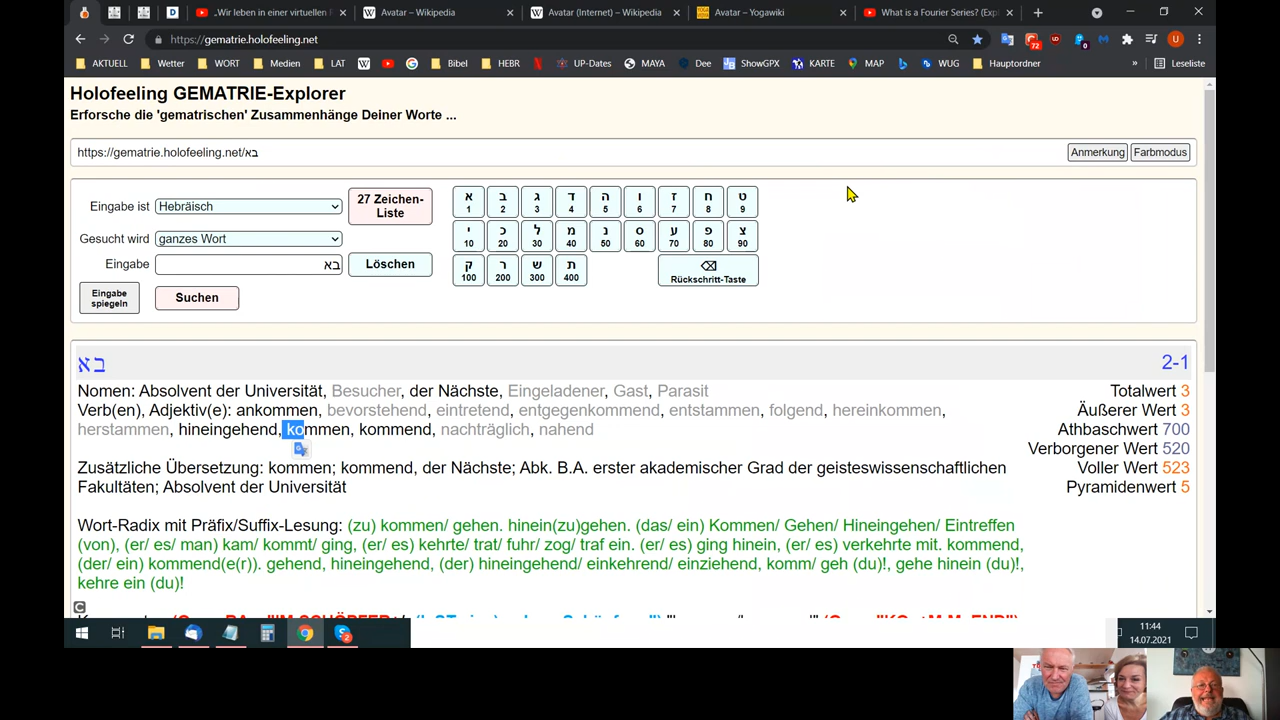 „Wir leben in einer virtuellen F
Avatar – Wikipedia
Avatar (Internet) – Wikipedia
Avatar – Yogawiki
What is a Fourier Series? (Exp
https://gematrie.holofeeling.net
72
0
U
AKTUELL Wetter WORT Medien LAT Bibel HEBR UP-Dates MAYA Dee ShowGPX KARTE MAP WUG Hauptordner » Leseliste
Holofeeling GEMATRIE-Explorer
Erforsche die 'gematrischen' Zusammenhänge Deiner Worte ...
https://gematrie.holofeeling.net/בא
Anmerkung Farbmodus
Eingabe ist Hebräisch
27 Zeichen-
Liste
Gesucht wird ganzes Wort
Eingabe בא
Löschen
Eingabe
spiegeln
Suchen
א ב ג ד ה ו ז ח ט
1 2 3 4 5 6 7 8 9
י כ ל מ נ ס ע פ צ
10 20 30 40 50 60 70 80 90
ק ר ש ת
100 200 300 400
Rückschritt-Taste
בא
2-1
Nomen: Absolvent der Universität, Besucher, der Nächste, Eingeladener, Gast, Parasit
Verb(en), Adjektiv(e): ankommen, bevorstehend, eintretend, entgegenkommend, entstammen, folgend, hereinkommen,
herstammen, hineingehend, kommen, kommend, nachträglich, nahend
Totalwert 3
Äußerer Wert 3
Athbaschwert 700
Verborgener Wert 520
Voller Wert 523
Pyramidenwert 5
Zusätzliche Übersetzung: kommen; kommend, der Nächste; Abk. B.A. erster akademischer Grad der geisteswissenschaftlichen
Fakultäten; Absolvent der Universität
Wort-Radix mit Präfix/Suffix-Lesung: (zu) kommen/ gehen. hinein(zu)gehen. (das/ ein) Kommen/ Gehen/ Hineingehen/ Eintreffen
(von), (er/ es/ man) kam/ kommt/ ging, (er/ es) kehrte/ trat/ fuhr/ zog/ traf ein. (er/ es) ging hinein, (er/ es) verkehrte mit. kommend,
(der/ ein) kommend(e(r)). gehend, hineingehend, (der) hineingehend/ einkehrend/ einziehend, komm/ geh (du)!, gehe hinein (du)!,
kehre ein (du)!
11:44
14.07.2021